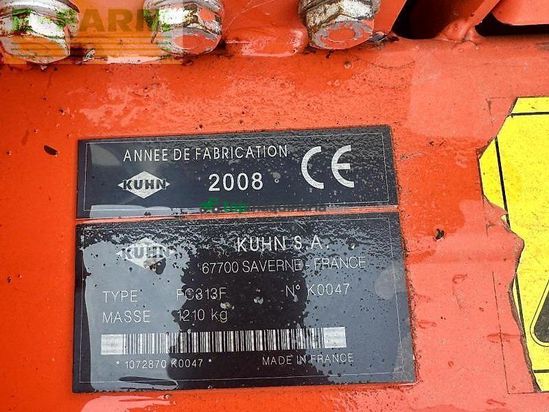 FARM
ANNEE DE FABRICATION
KUHN
2008
CE
KUHN
KUHN S.A.
67700 SAVERNE - FRANCE
TYPE FC313F N° K0047
MASSE 1210 kg
* 1072870 K0047 *
MADE IN FRANCE